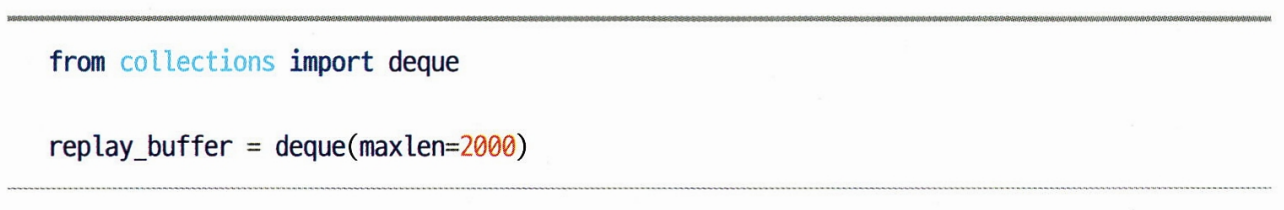 from collections import deque
replay_buffer = deque(maxlen=2000)